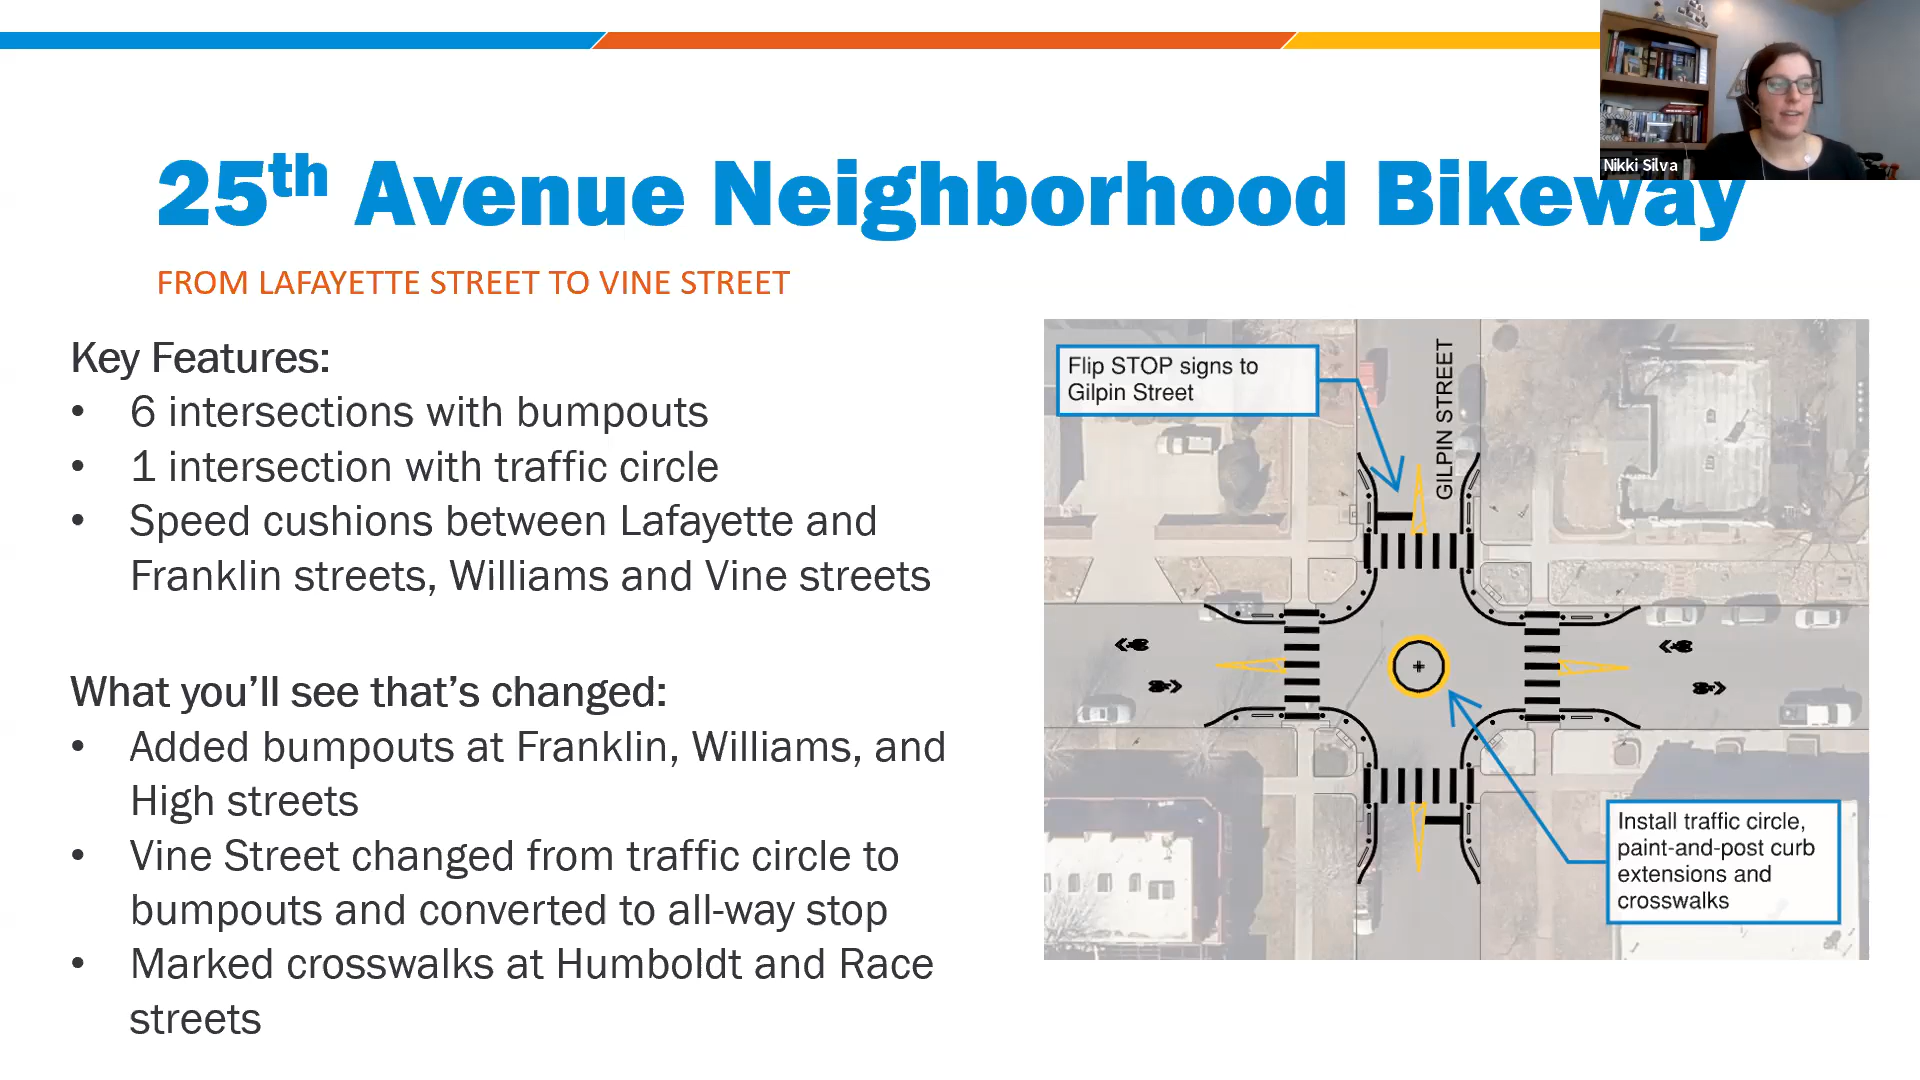 Nikki Silva
25th Avenue Neighborhood Bikeway
FROM LAFAYETTE STREET TO VINE STREET
Key Features:
• 6 intersections with bumpouts
• 1 intersection with traffic circle
• Speed cushions between Lafayette and
Franklin streets, Williams and Vine streets
What you’ll see that’s changed:
• Added bumpouts at Franklin, Williams, and
High streets
• Vine Street changed from traffic circle to
bumpouts and converted to all-way stop
• Marked crosswalks at Humboldt and Race
streets
Flip STOP signs to
Gilpin Street
GILPIN STREET
Install traffic circle,
paint-and-post curb
extensions and
crosswalks